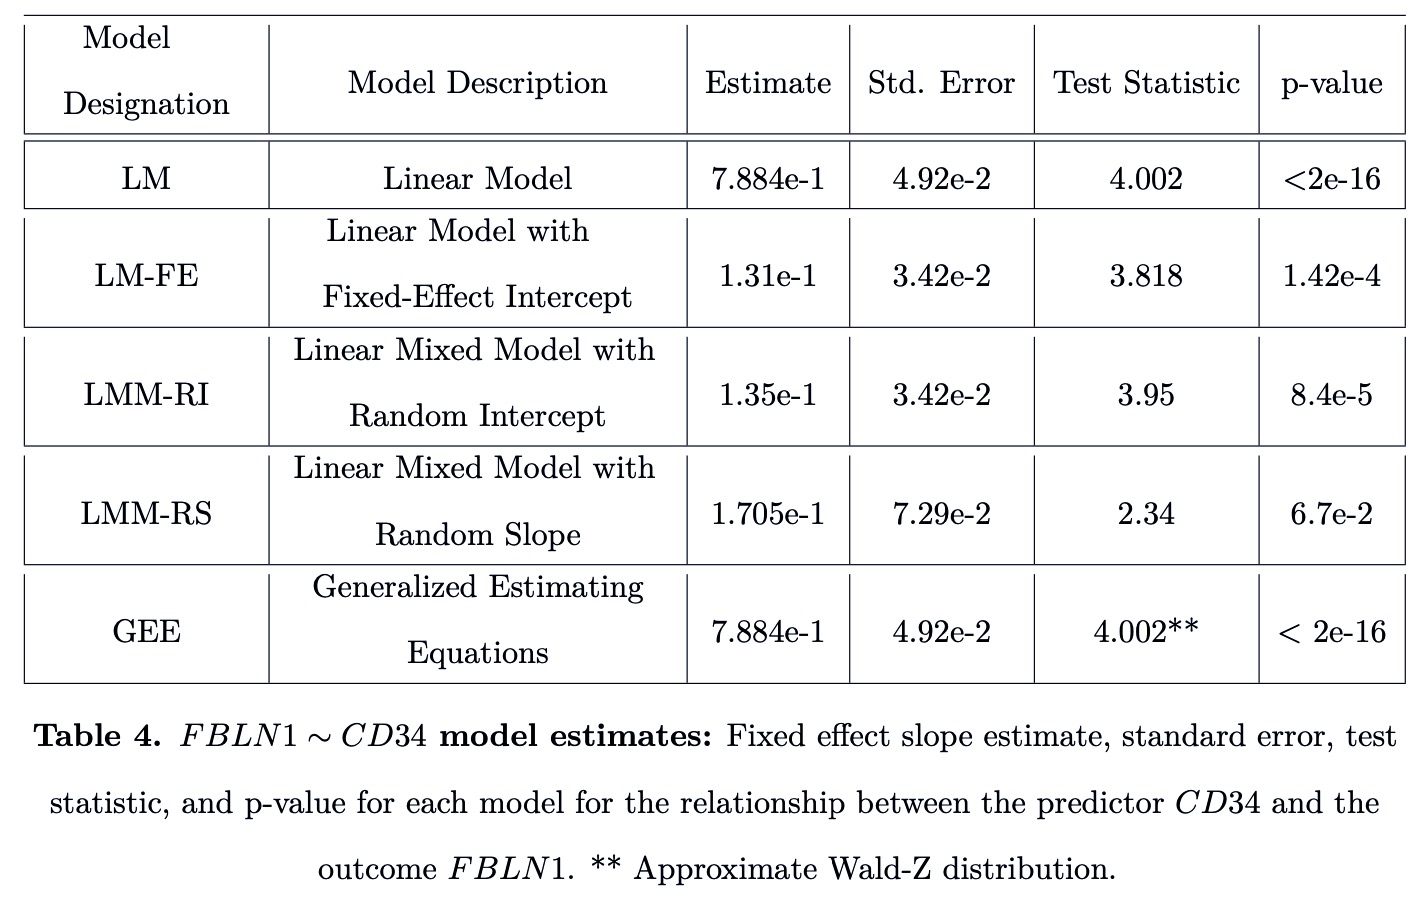 Model Designation | Model Description | Estimate | Std. Error | Test Statistic | p-value
LM | Linear Model | 7.884e-1 | 4.92e-2 | 4.002 | <2e-16
LM-FE | Linear Model with Fixed-Effect Intercept | 1.31e-1 | 3.42e-2 | 3.818 | 1.42e-4
LMM-RI | Linear Mixed Model with Random Intercept | 1.35e-1 | 3.42e-2 | 3.95 | 8.4e-5
LMM-RS | Linear Mixed Model with Random Slope | 1.705e-1 | 7.29e-2 | 2.34 | 6.7e-2
GEE | Generalized Estimating Equations | 7.884e-1 | 4.92e-2 | 4.002** | < 2e-16
Table 4. FBLN1 ∼ CD34 model estimates: Fixed effect slope estimate, standard error, test
statistic, and p-value for each model for the relationship between the predictor CD34 and the
outcome FBLN1. ** Approximate Wald-Z distribution.